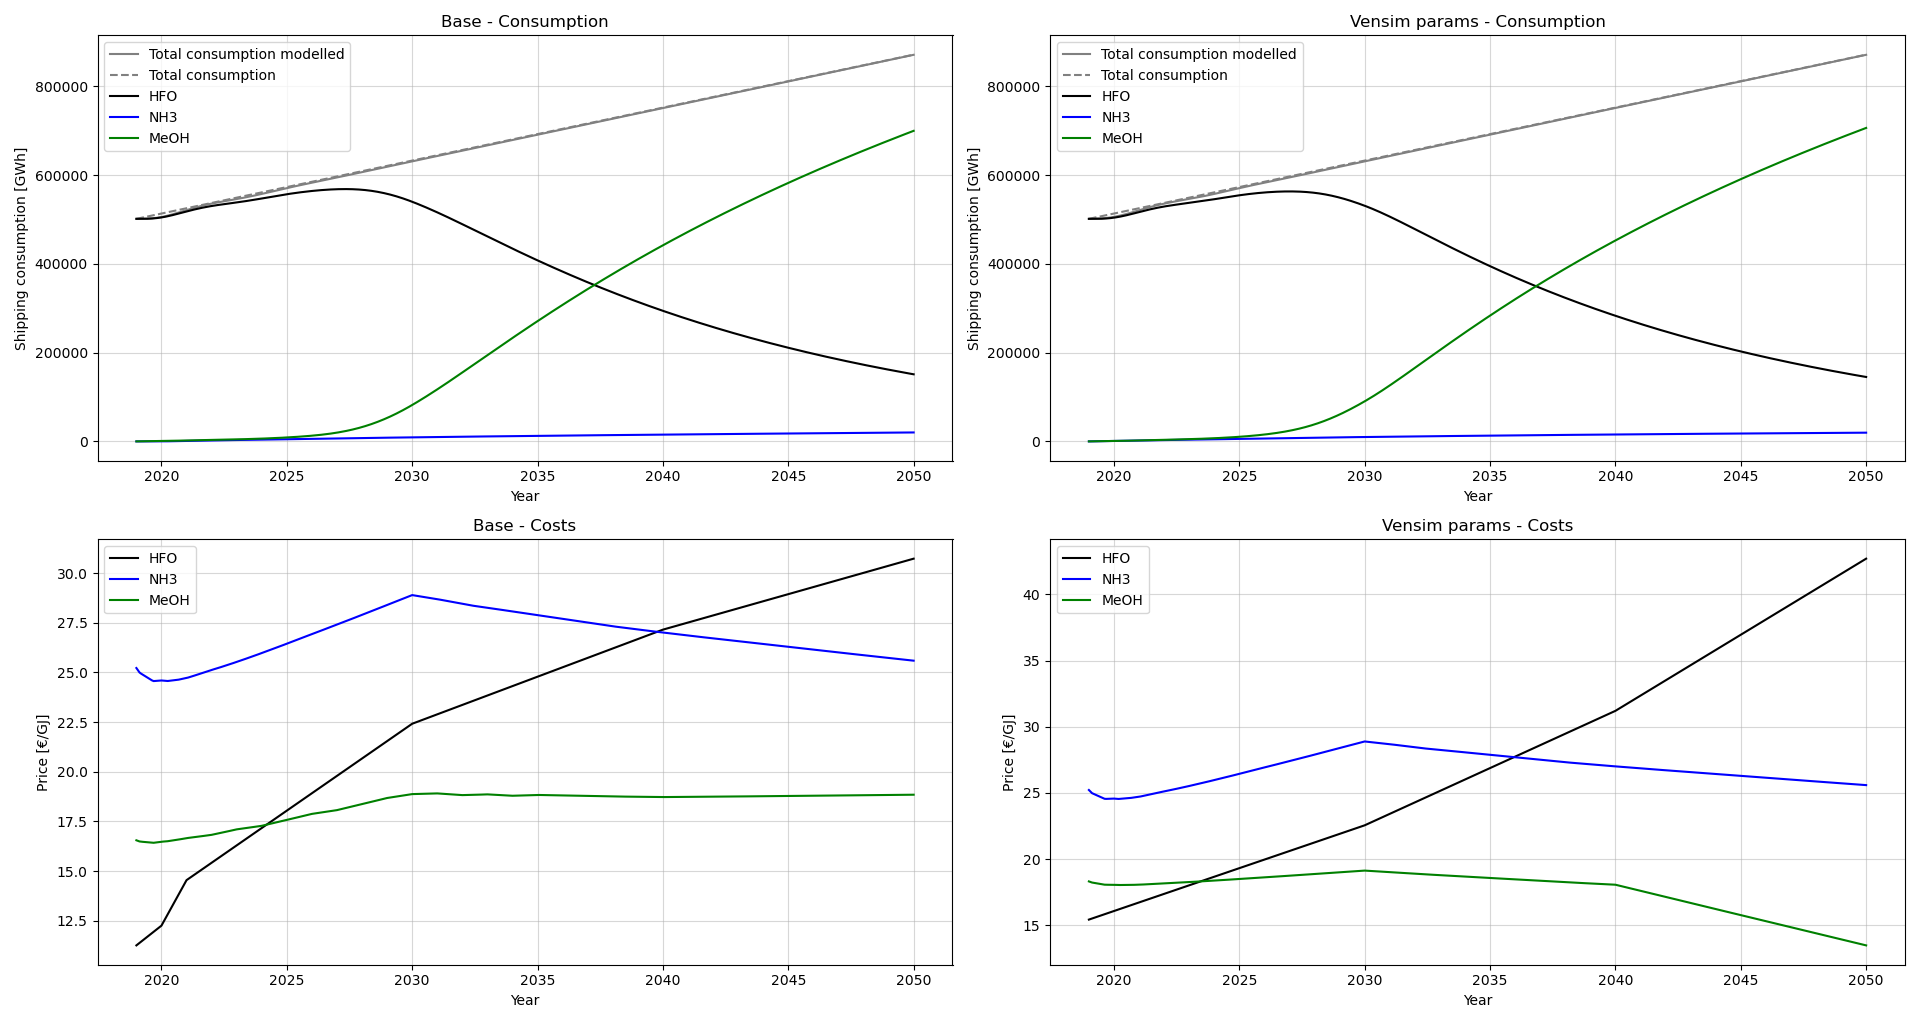 Base - Consumption
Shipping consumption [GWh]
Total consumption modelled
Total consumption
HFO
NH3
MeOH
800000
600000
400000
200000
0
2020 2025 2030 2035 2040 2045 2050
Year
Vensim params - Consumption
Shipping consumption [GWh]
Total consumption modelled
Total consumption
HFO
NH3
MeOH
800000
600000
400000
200000
0
2020 2025 2030 2035 2040 2045 2050
Year
Base - Costs
Price [€/GJ]
HFO
NH3
MeOH
30.0
27.5
25.0
22.5
20.0
17.5
15.0
12.5
2020 2025 2030 2035 2040 2045 2050
Year
Vensim params - Costs
Price [€/GJ]
HFO
NH3
MeOH
40
35
30
25
20
15
2020 2025 2030 2035 2040 2045 2050
Year